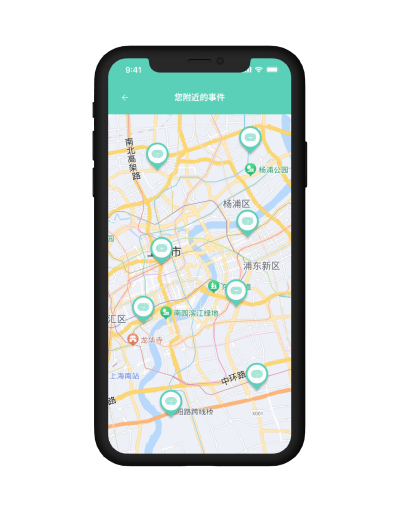 9:41
您附近的事件
南北高架路
杨浦公园
杨浦区
市
浦东新区
南园滨江绿地
汇区
龙华寺
上海南站
中环路
路
路跨线桥